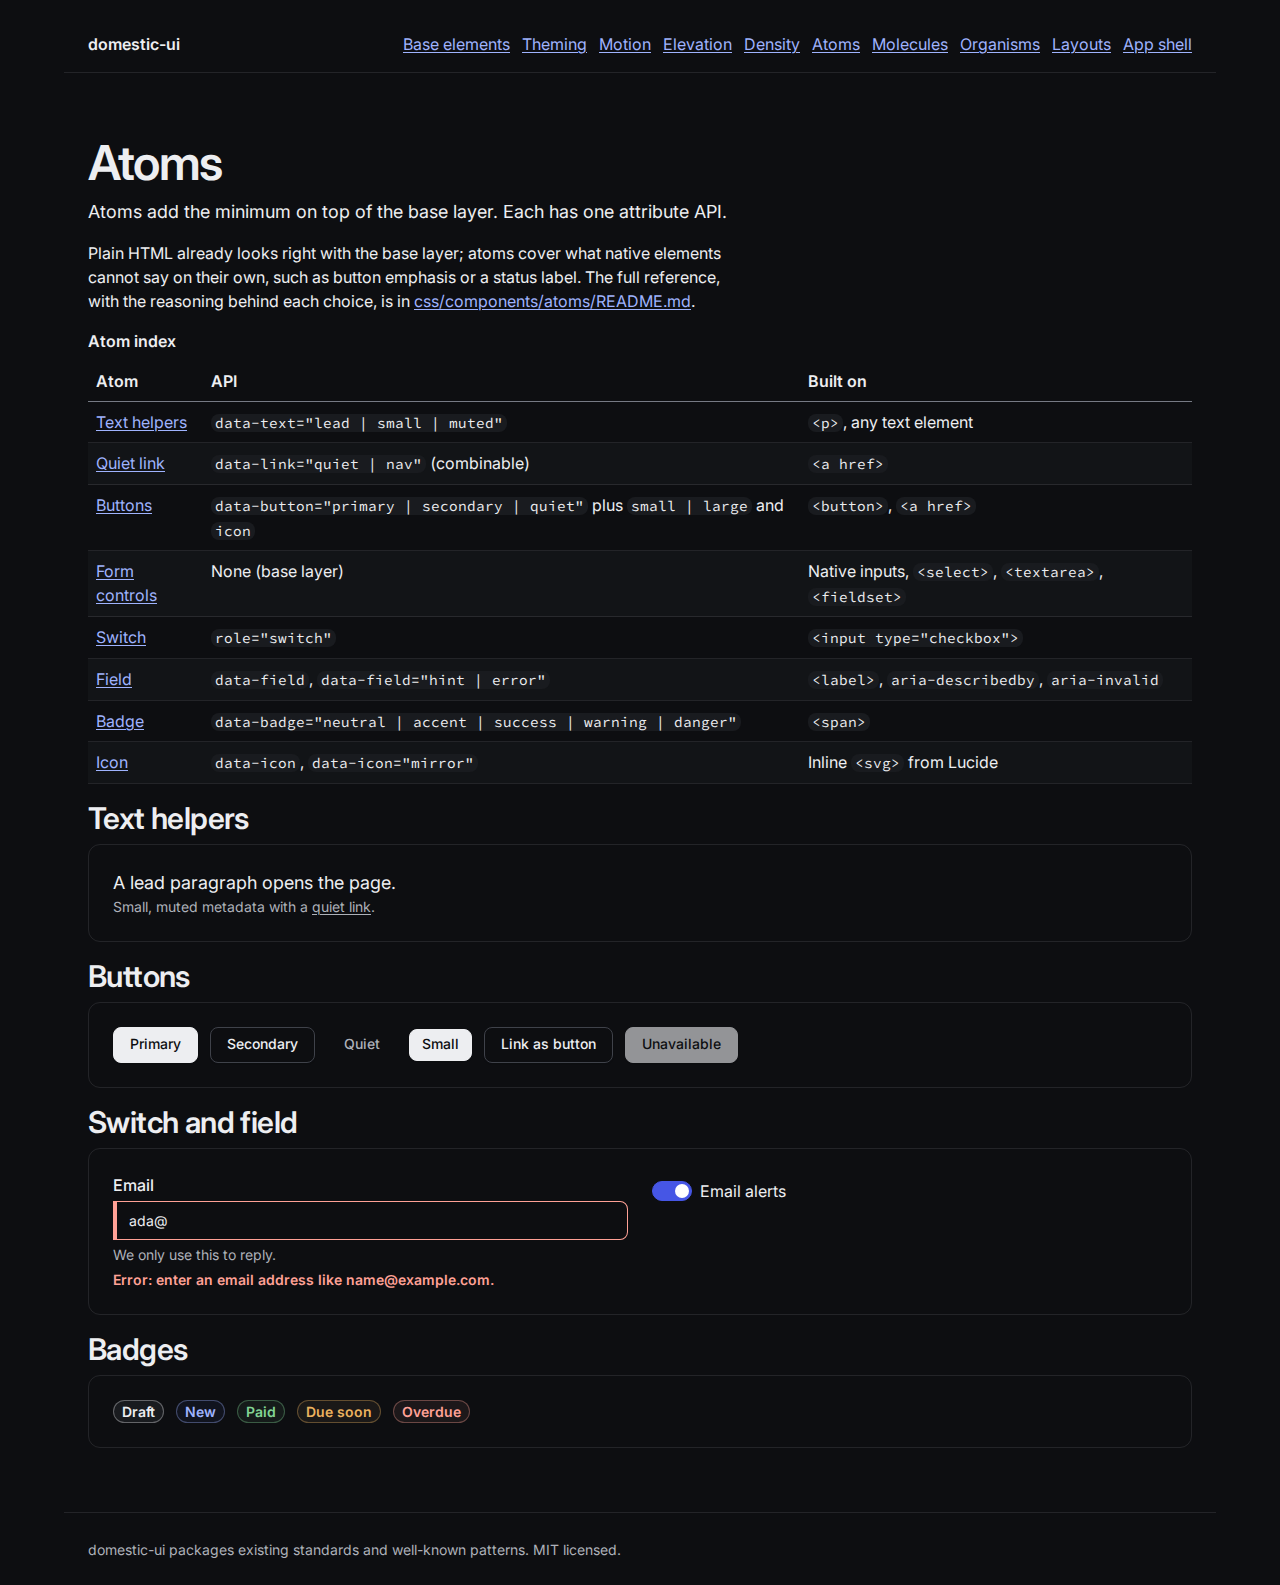 domestic-ui
Base elements Theming Motion Elevation Density Atoms Molecules Organisms Layouts App shell
Atoms
Atoms add the minimum on top of the base layer. Each has one attribute API.
Plain HTML already looks right with the base layer; atoms cover what native elements
cannot say on their own, such as button emphasis or a status label. The full reference,
with the reasoning behind each choice, is in css/components/atoms/README.md.
Atom index
Atom API Built on
Text helpers data-text="lead | small | muted" <p>, any text element
Quiet link data-link="quiet | nav" (combinable) <a href>
Buttons data-button="primary | secondary | quiet" plus small | large and <button>, <a href>
icon
Form None (base layer) Native inputs, <select>, <textarea>,
controls <fieldset>
Switch role="switch" <input type="checkbox">
Field data-field, data-field="hint | error" <label>, aria-describedby, aria-invalid
Badge data-badge="neutral | accent | success | warning | danger" <span>
Icon data-icon, data-icon="mirror" Inline <svg> from Lucide
Text helpers
A lead paragraph opens the page.
Small, muted metadata with a quiet link.
Buttons
Primary Secondary Quiet Small Link as button Unavailable
Switch and field
Email
ada@
We only use this to reply.
Error: enter an email address like name@example.com.
Email alerts
Badges
Draft New Paid Due soon Overdue
domestic-ui packages existing standards and well-known patterns. MIT licensed.